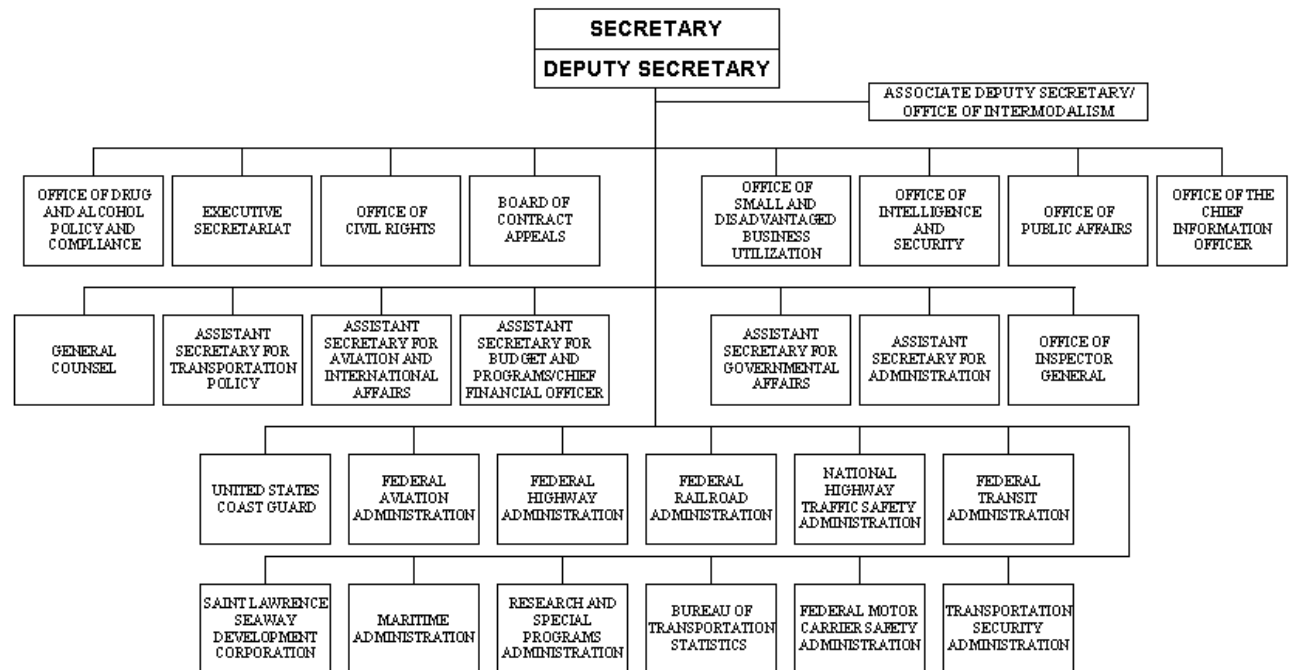 SECRETARY
DEPUTY SECRETARY
ASSOCIATE DEPUTY SECRETARY/
OFFICE OF INTERMODALISM
OFFICE OF DRUG
AND ALCOHOL
POLICY AND
COMPLIANCE
EXECUTIVE
SECRETARIAT
OFFICE OF
CIVIL RIGHTS
BOARD OF
CONTRACT
APPEALS
OFFICE OF
SMALL AND
DISADVANTAGED
BUSINESS
UTILIZATION
OFFICE OF
INTELLIGENCE
AND
SECURITY
OFFICE OF
PUBLIC AFFAIRS
OFFICE OF THE
CHIEF
INFORMATION
OFFICER
GENERAL
COUNSEL
ASSISTANT
SECRETARY FOR
TRANSPORTATION
POLICY
ASSISTANT
SECRETARY FOR
AVIATION AND
INTERNATIONAL
AFFAIRS
ASSISTANT
SECRETARY FOR
BUDGET AND
PROGRAMS/CHIEF
FINANCIAL OFFICER
ASSISTANT
SECRETARY FOR
GOVERNMENTAL
AFFAIRS
ASSISTANT
SECRETARY FOR
ADMINISTRATION
OFFICE OF
INSPECTOR
GENERAL
UNITED STATES
COAST GUARD
FEDERAL
AVIATION
ADMINISTRATION
FEDERAL
HIGHWAY
ADMINISTRATION
FEDERAL
RAILROAD
ADMINISTRATION
NATIONAL
HIGHWAY
TRAFFIC SAFETY
ADMINISTRATION
FEDERAL
TRANSIT
ADMINISTRATION
SAINT LAWRENCE
SEAWAY
DEVELOPMENT
CORPORATION
MARITIME
ADMINISTRATION
RESEARCH AND
SPECIAL
PROGRAMS
ADMINISTRATION
BUREAU OF
TRANSPORTATION
STATISTICS
FEDERAL MOTOR
CARRIER SAFETY
ADMINISTRATION
TRANSPORTATION
SECURITY
ADMINISTRATION